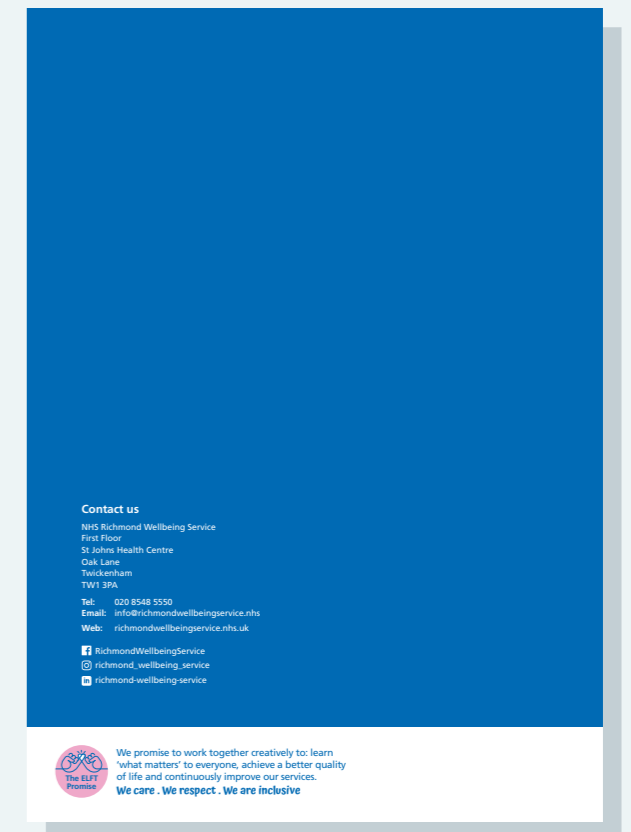 Contact us
NHS Richmond Wellbeing Service
First Floor
St Johns Health Centre
Oak Lane
Twickenham
TW1 3PA
Tel: 020 8548 5550
Email: info@richmondwellbeingservice.nhs
Web: richmondwellbeingservice.nhs.uk
RichmondWellbeingService
richmond_wellbeing_service
in richmond-wellbeing-service
The ELFT
Promise
We promise to work together creatively to: learn
'what matters' to everyone, achieve a better quality
of life and continuously improve our services.
We care . We respect . We are inclusive